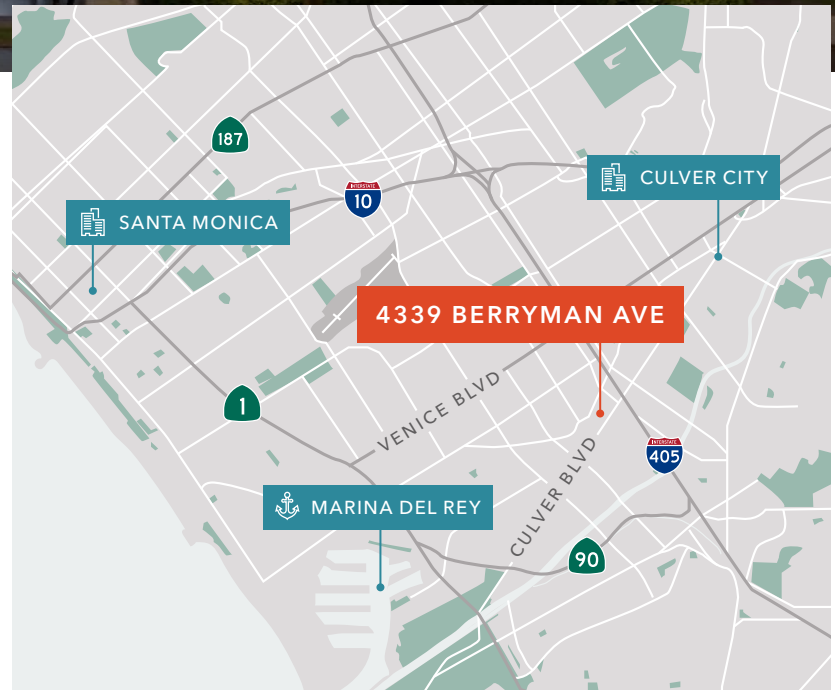 187
INTERSTATE
10
CULVER CITY
SANTA MONICA
4339 BERRYMAN AVE
1
VENICE BLVD
INTERSTATE
405
CULVER BLVD
MARINA DEL REY
90